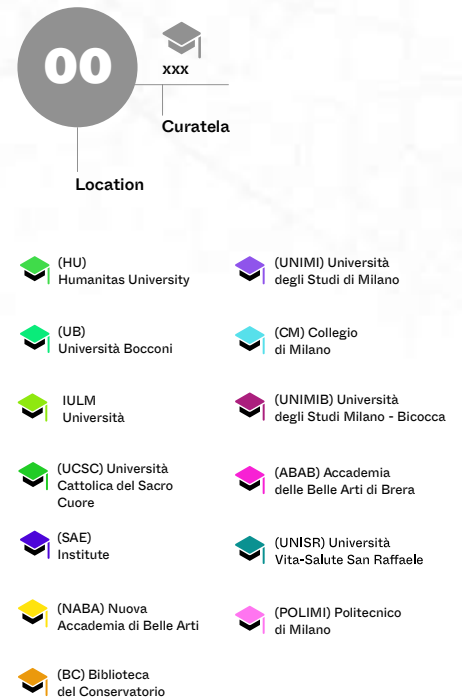 00
xxx
Curatela
Location
(HU)
Humanitas University
(UB)
Università Bocconi
IULM
Università
(UCSC) Università
Cattolica del Sacro
Cuore
(SAE)
Institute
(NABA) Nuova
Accademia di Belle Arti
(BC) Biblioteca
del Conservatorio
(UNIMI) Università
degli Studi di Milano
(CM) Collegio
di Milano
(UNIMIB) Università
degli Studi Milano - Bicocca
(ABAB) Accademia
delle Belle Arti di Brera
(UNISR) Università
Vita-Salute San Raffaele
(POLIMI) Politecnico
di Milano